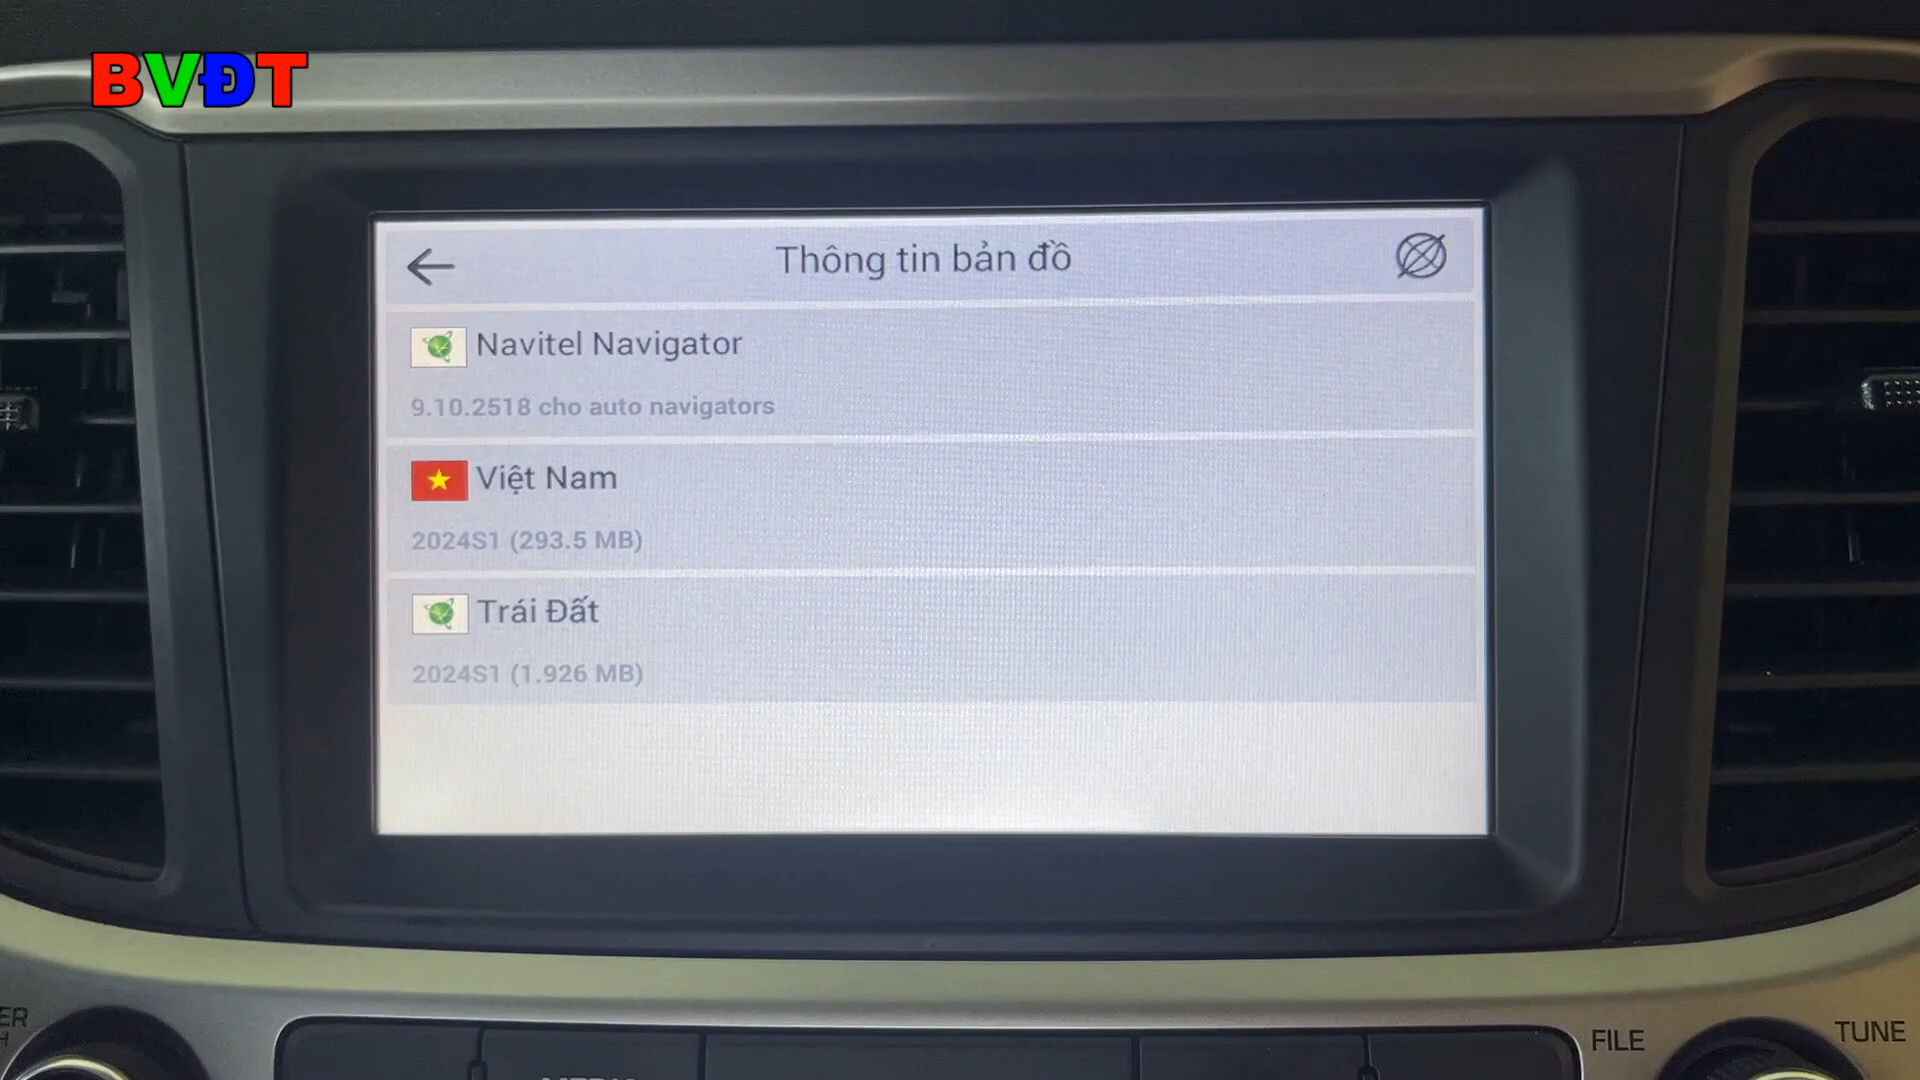 BVĐT
Thông tin bản đồ
Navitel Navigator
9.10.2518 cho auto navigators
Việt Nam
2024S1 (293.5 MB)
Trái Đất
2024S1 (1.926 MB)
FILE
TUNE